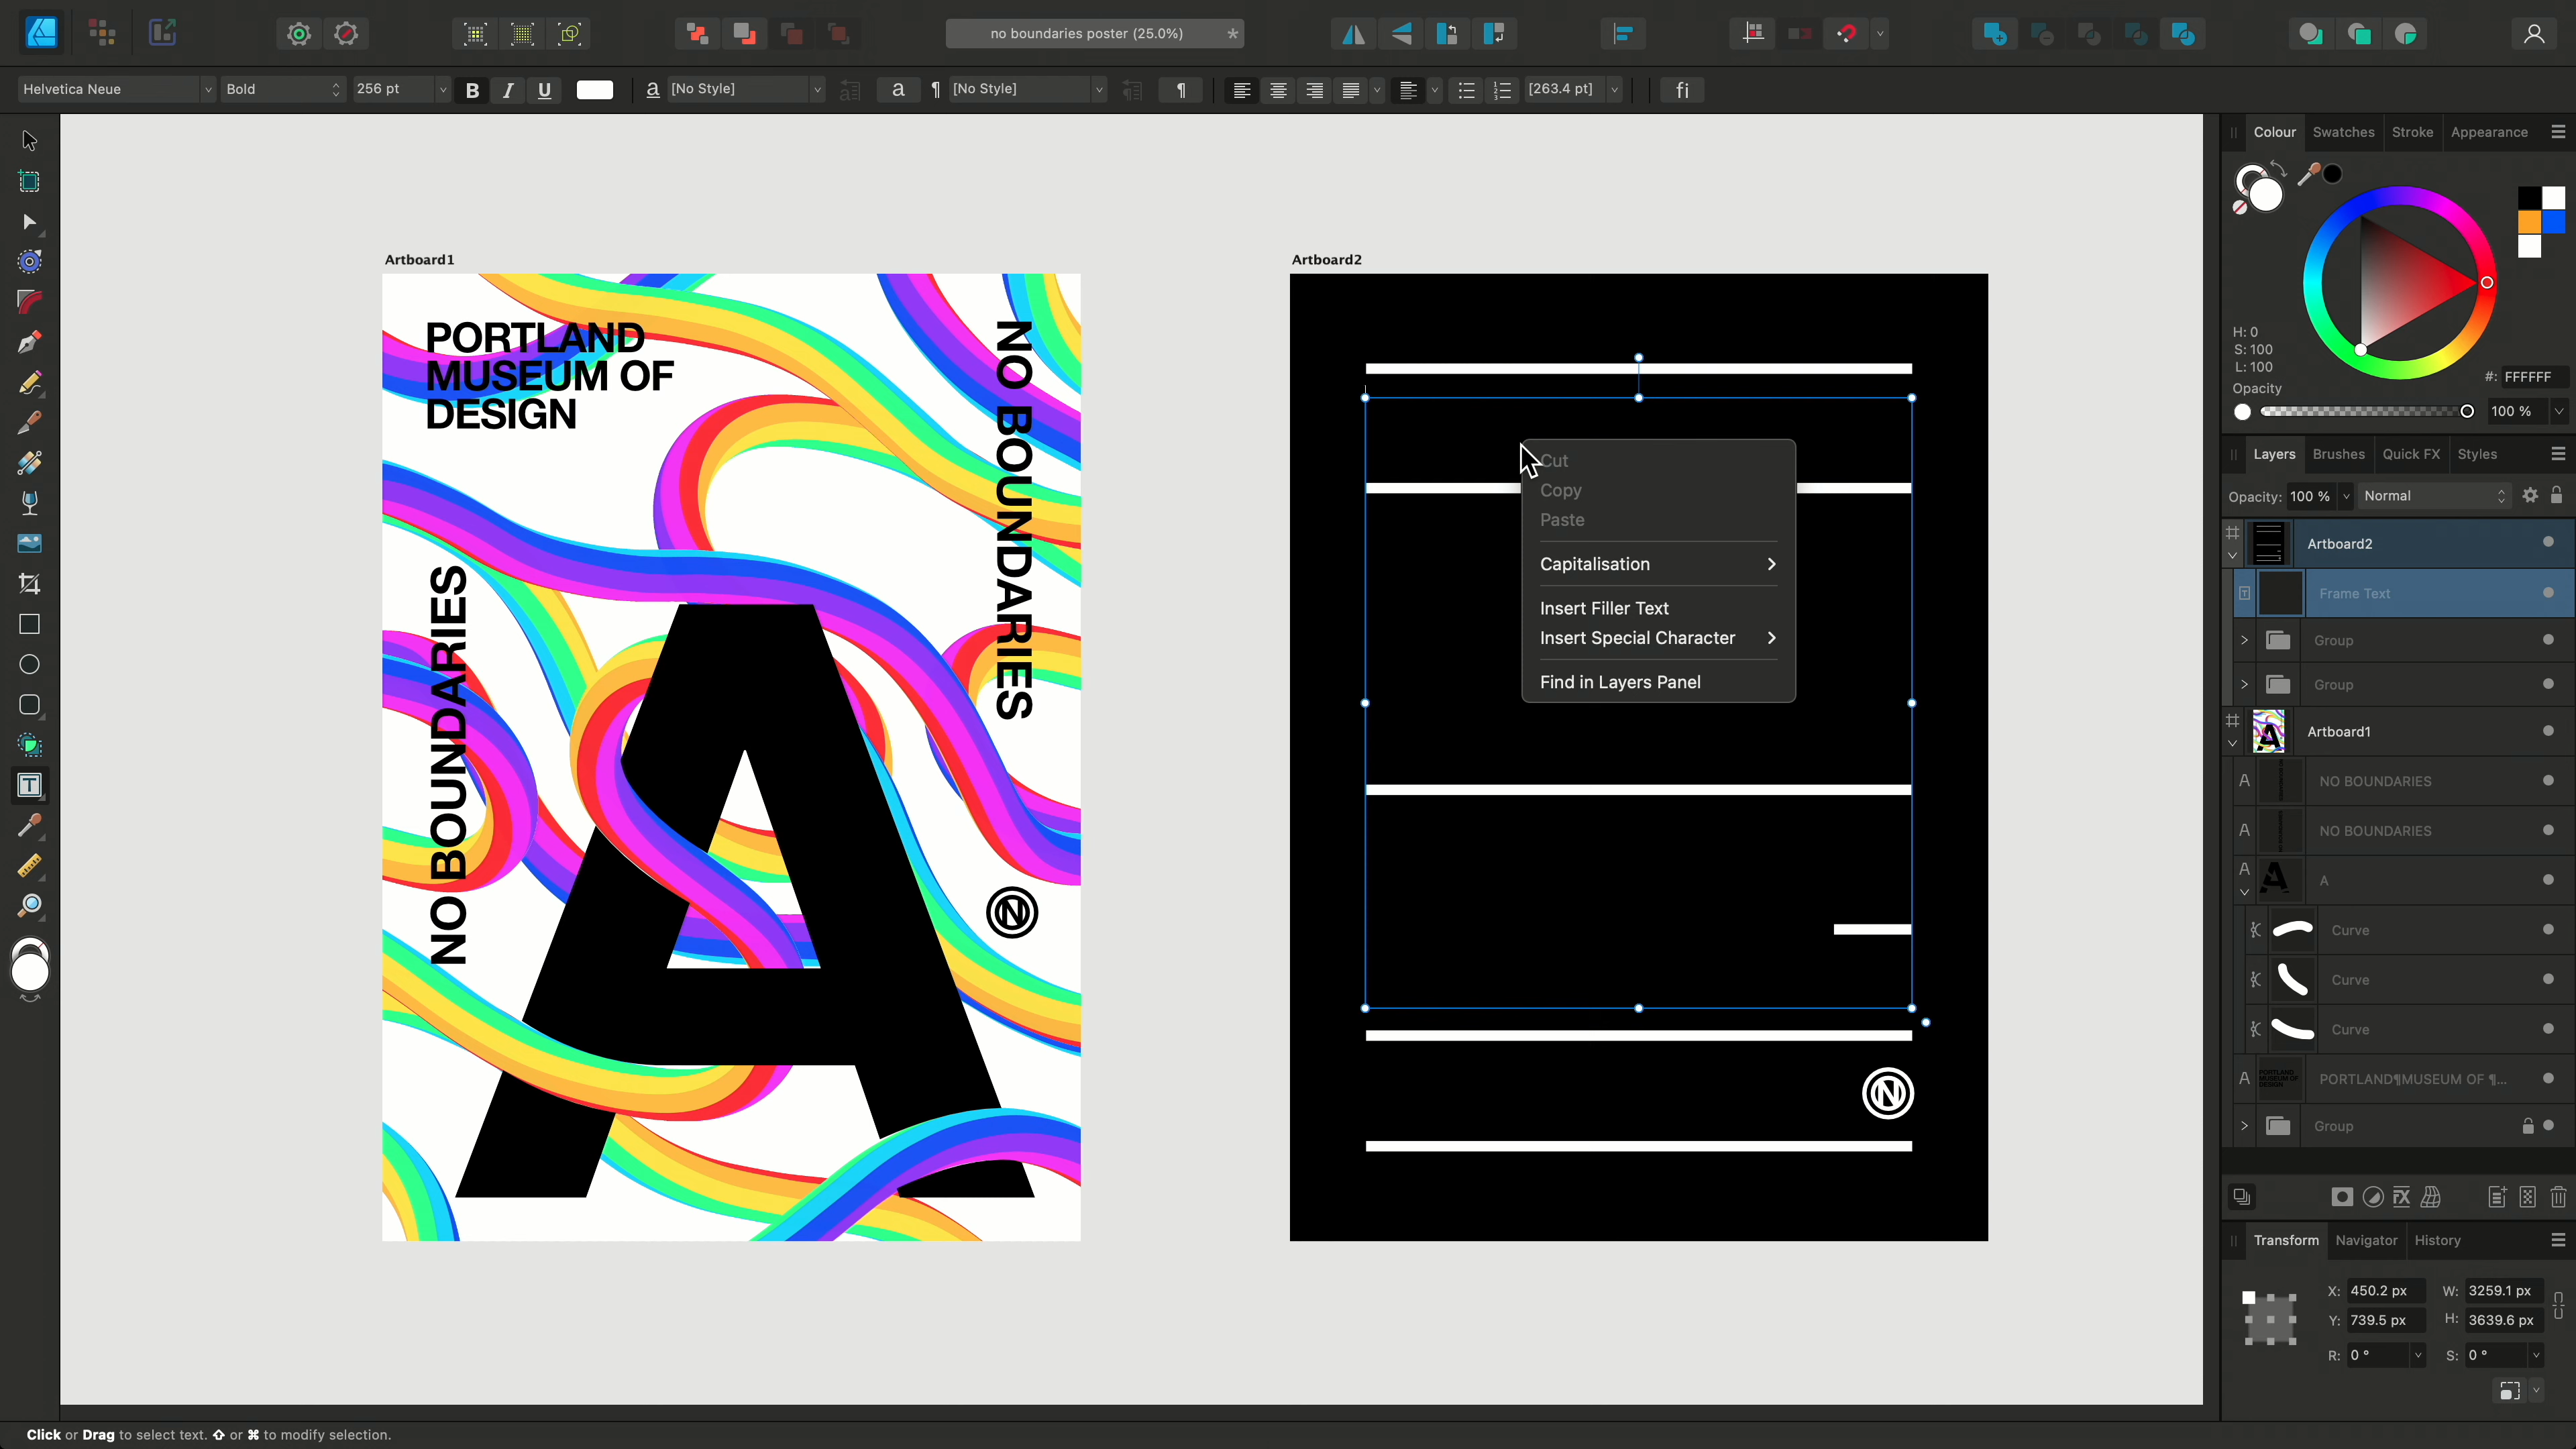 no boundaries poster (25.0%) *
Helvetica Neue
Bold
256 pt
B I U
a [No Style]
a ¶ [No Style]
¶
[263.4 pt]
fi
Artboard1
PORTLAND
MUSEUM OF
DESIGN
NO BOUNDARIES
NO BOUNDARIES
A
N
Artboard2
Cut
Copy
Paste
Capitalisation
Insert Filler Text
Insert Special Character
Find in Layers Panel
N
Colour Swatches Stroke Appearance
H: 0
S: 100
L: 100
#: FFFFFF
Opacity
100 %
Layers Brushes Quick FX Styles
Opacity: 100 % Normal
Artboard2
Frame Text
Group
Group
Artboard1
A NO BOUNDARIES
A NO BOUNDARIES
A A
Curve
Curve
Curve
A PORTLAND¶MUSEUM OF ¶...
Group
Transform Navigator History
X: 450.2 px W: 3259.1 px
Y: 739.5 px H: 3639.6 px
R: 0 ° S: 0 °
Click or Drag to select text. ⇧ or ⌘ to modify selection.